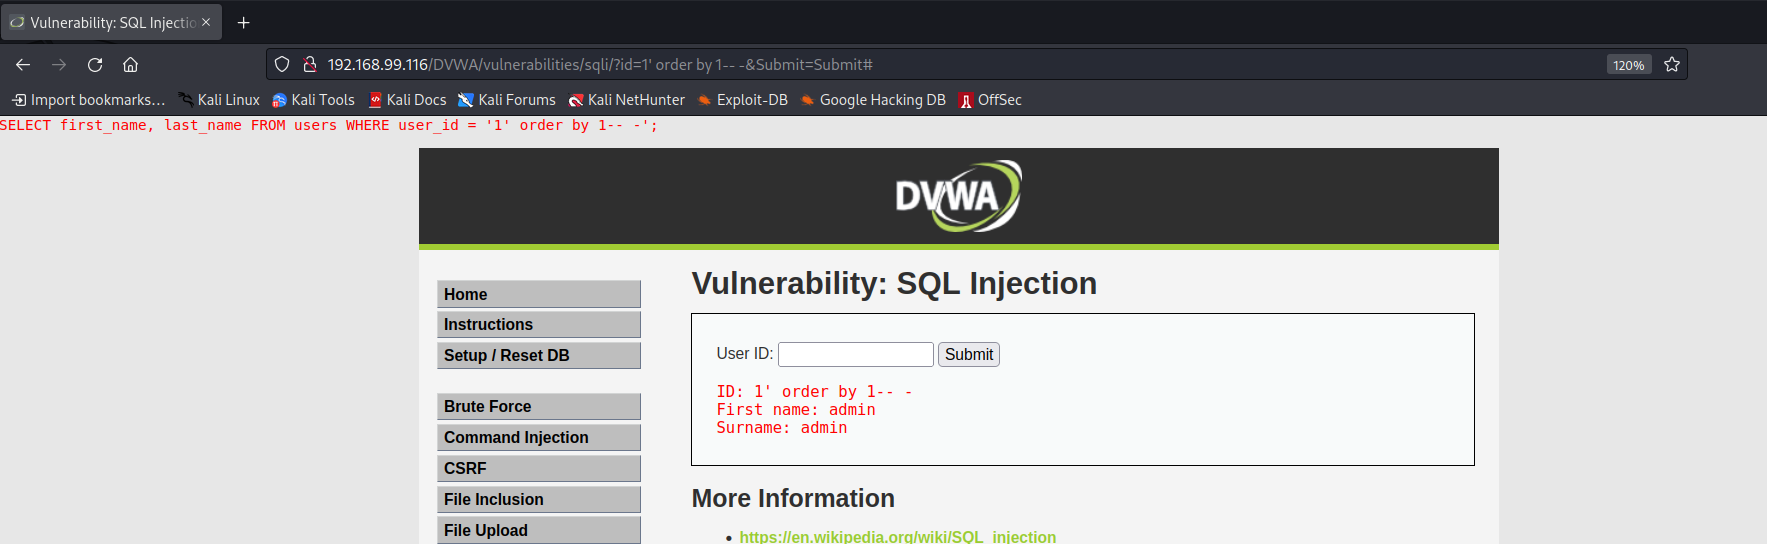 Vulnerability: SQL Injectio
192.168.99.116/DVWA/vulnerabilities/sqli/?id=1' order by 1-- -&Submit=Submit#
120%
Import bookmarks...
Kali Linux
Kali Tools
Kali Docs
Kali Forums
Kali NetHunter
Exploit-DB
Google Hacking DB
OffSec
SELECT first_name, last_name FROM users WHERE user_id = '1' order by 1-- -';
DVWA
Home
Instructions
Setup / Reset DB
Brute Force
Command Injection
CSRF
File Inclusion
File Upload
Vulnerability: SQL Injection
User ID:
Submit
ID: 1' order by 1-- -
First name: admin
Surname: admin
More Information
https://en.wikipedia.org/wiki/SQL_injection